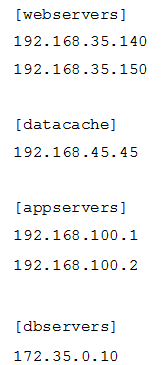 [webservers]
192.168.35.140
192.168.35.150
[datacache]
192.168.45.45
[appservers]
192.168.100.1
192.168.100.2
[dbservers]
172.35.0.10